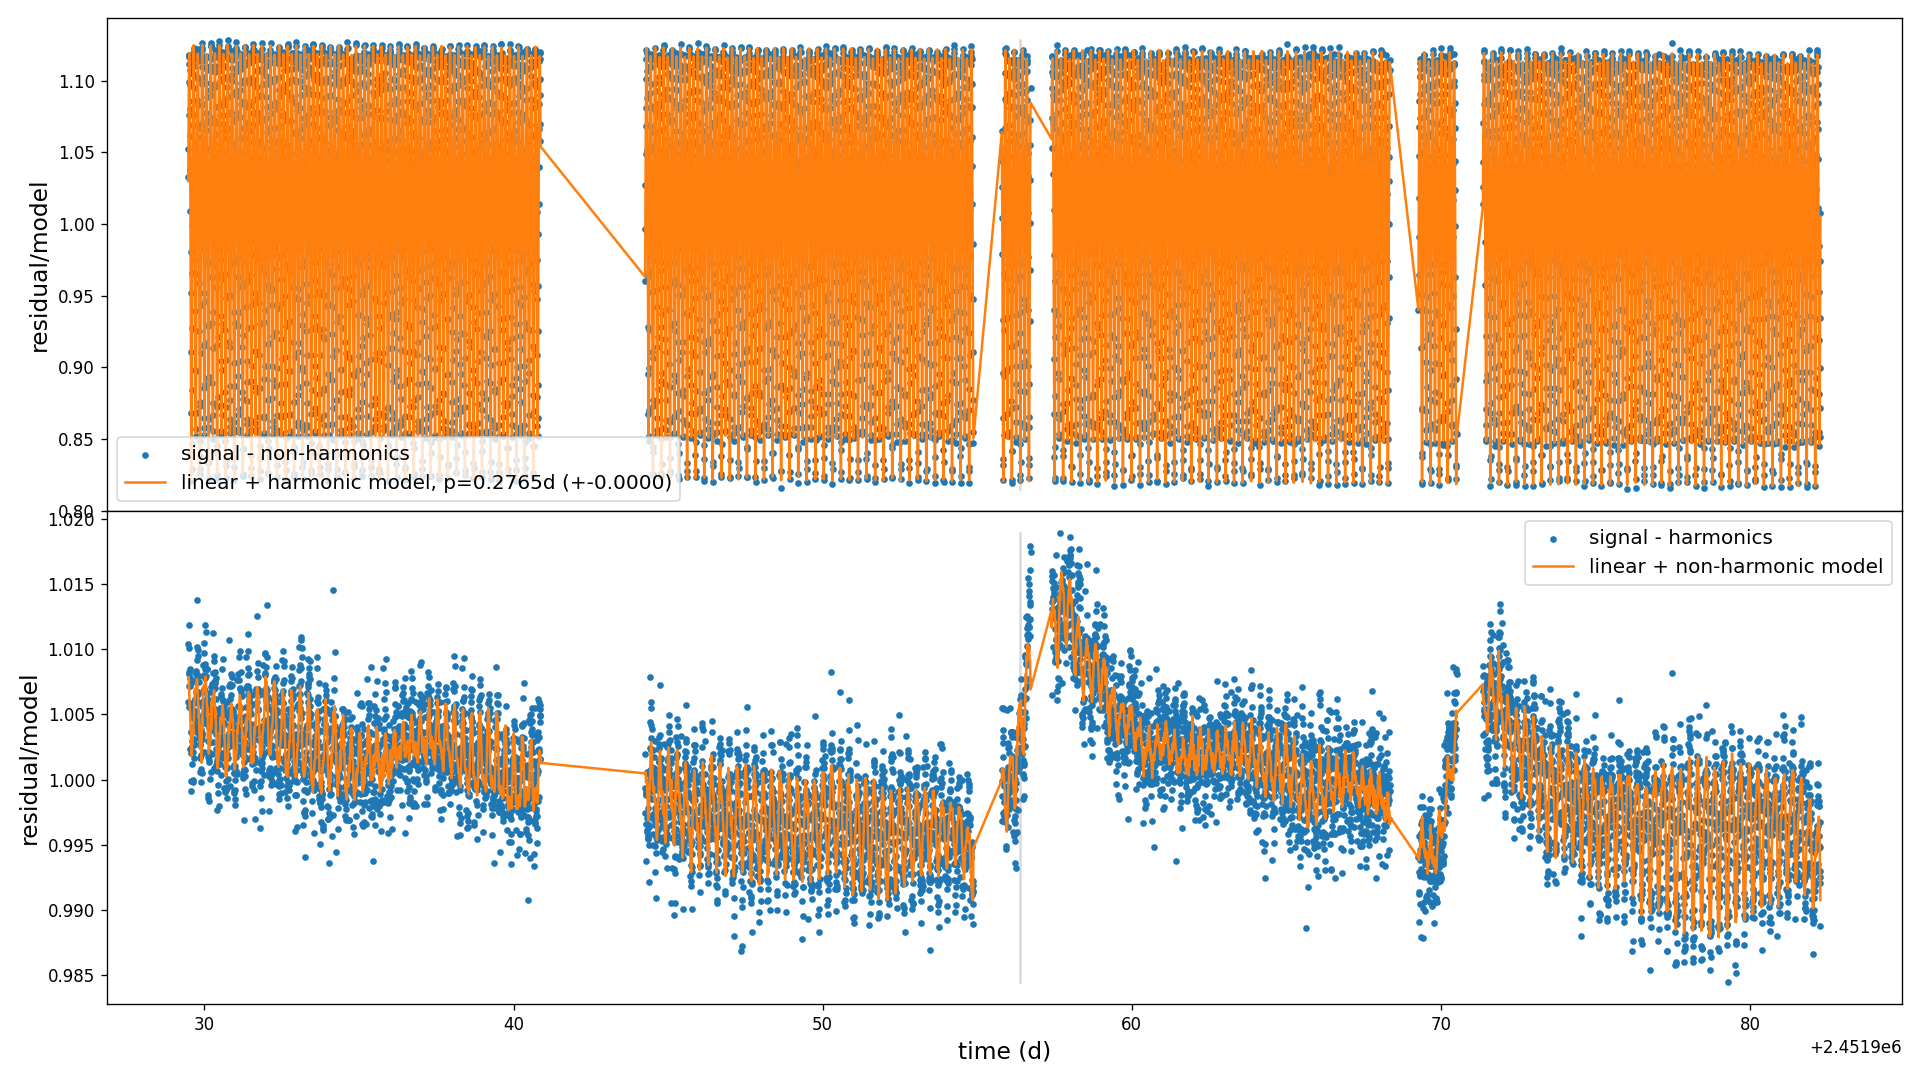 1.10
1.05
1.00
0.95
0.90
0.85
0.80
residual/model
signal - non-harmonics
linear + harmonic model, p=0.2765d (+-0.0000)
1.020
1.015
1.010
1.005
1.000
0.995
0.990
0.985
residual/model
signal - harmonics
linear + non-harmonic model
30 40 50 60 70 80
time (d)
+2.4519e6